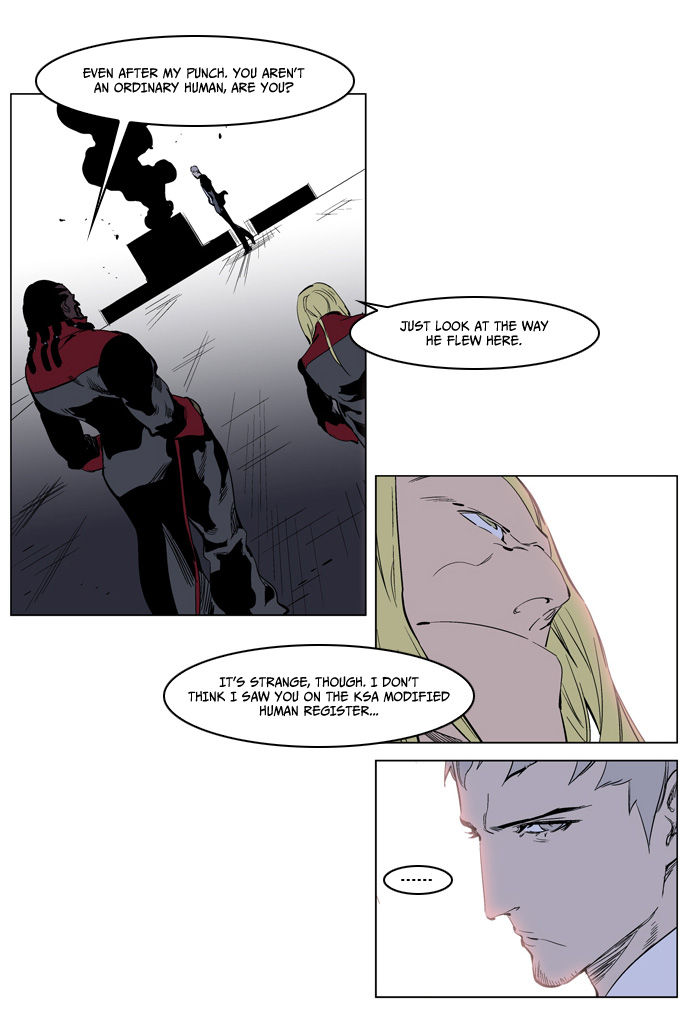 EVEN AFTER MY PUNCH. YOU AREN'T
AN ORDINARY HUMAN, ARE YOU?
JUST LOOK AT THE WAY
HE FLEW HERE.
IT'S STRANGE, THOUGH. I DON'T
THINK I SAW YOU ON THE KSA MODIFIED
HUMAN REGISTER...
------